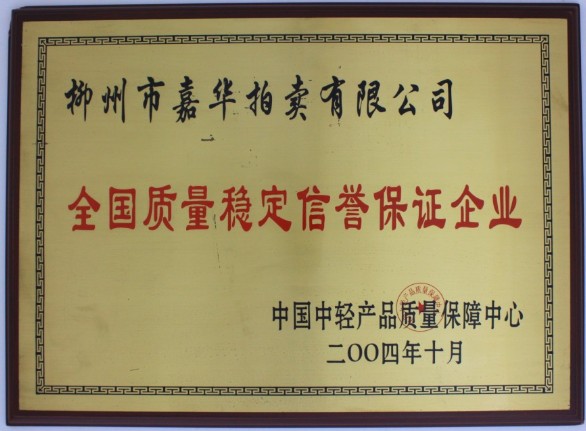 柳州市嘉华拍卖有限公司
全国质量稳定信誉保证企业
中国中轻产品质量保障中心
二〇〇四年十月